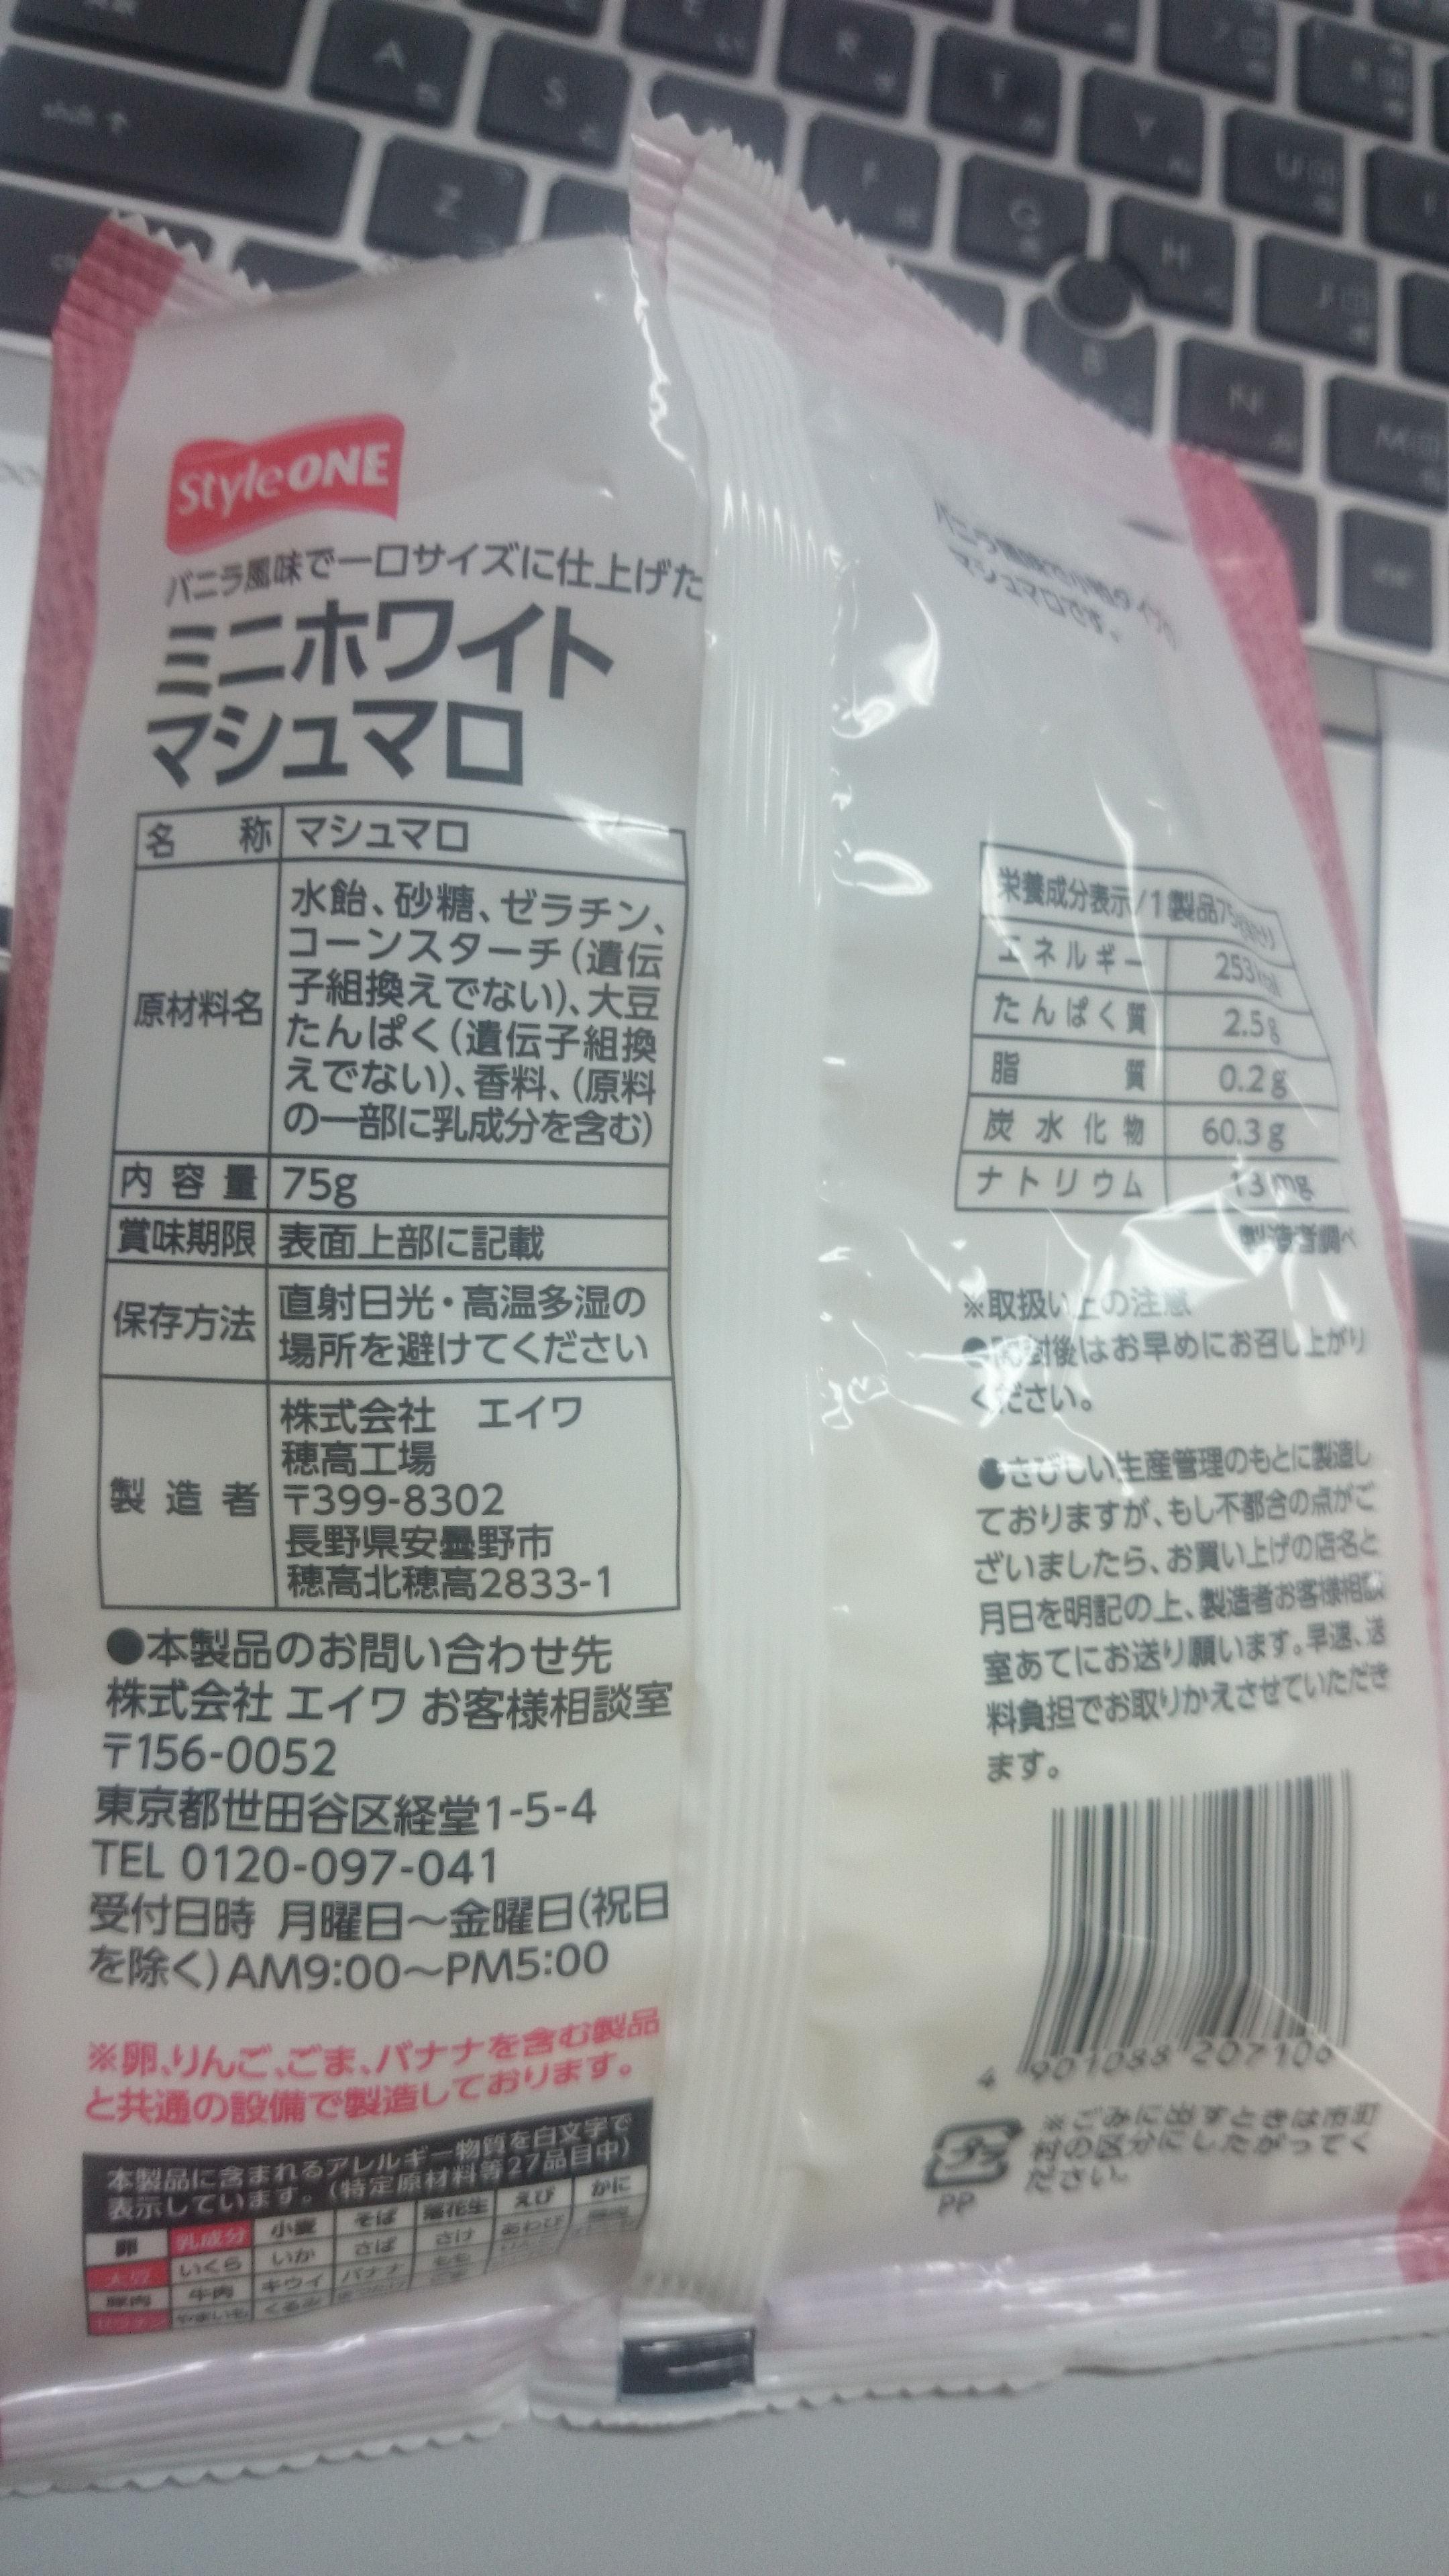 A
S
R
T
Y
U
shift
Z
F
G
H
J
B
N
M
StyleONE
バニラ風味で一口サイズに仕上げた
ミニホワイト
マシュマロ
名称 マシュマロ
原材料名
水飴、砂糖、ゼラチン、
コーンスターチ(遺伝
子組換えでない)、大豆
たんぱく(遺伝子組換
えでない)、香料、(原料
の一部に乳成分を含む)
内容量 75g
賞味期限 表面上部に記載
保存方法
直射日光・高温多湿の
場所を避けてください
製造者
株式会社 エイワ
穂高工場
〒399-8302
長野県安曇野市
穂高北穂高2833-1
●本製品のお問い合わせ先
株式会社 エイワ お客様相談室
〒156-0052
東京都世田谷区経堂1-5-4
TEL 0120-097-041
受付日時 月曜日〜金曜日(祝日
を除く)AM9:00〜PM5:00
※卵、りんご、ごま、バナナを含む製品
と共通の設備で製造しております。
本製品に含まれるアレルギー物質を白文字で
表示しています。(特定原材料等27品目中)
卵 乳成分 小麦 そば 落花生 えび かに
大豆 いくら いか さば さけ あわび
豚肉 牛肉 キウイ バナナ もも
ゼラチン やまいも くるみ ごま
マシュマロです。
栄養成分表示/1製品75g
エネルギー 253
たんぱく質 2.5g
脂質 0.2g
炭水化物 60.3g
ナトリウム 13mg
製造者調べ
※取扱い上の注意
●開封後はお早めにお召し上がり
ください。
●きびしい生産管理のもとに製造し
ておりますが、もし不都合の点がご
ざいましたら、お買い上げの店名と
月日を明記の上、製造者お客様相談
室あてにお送り願います。早速、送
料負担でお取りかえさせていただき
ます。
4 901088 207106
プラ
PP
※ごみに出すときは市町
村の区分にしたがってく
ださい。